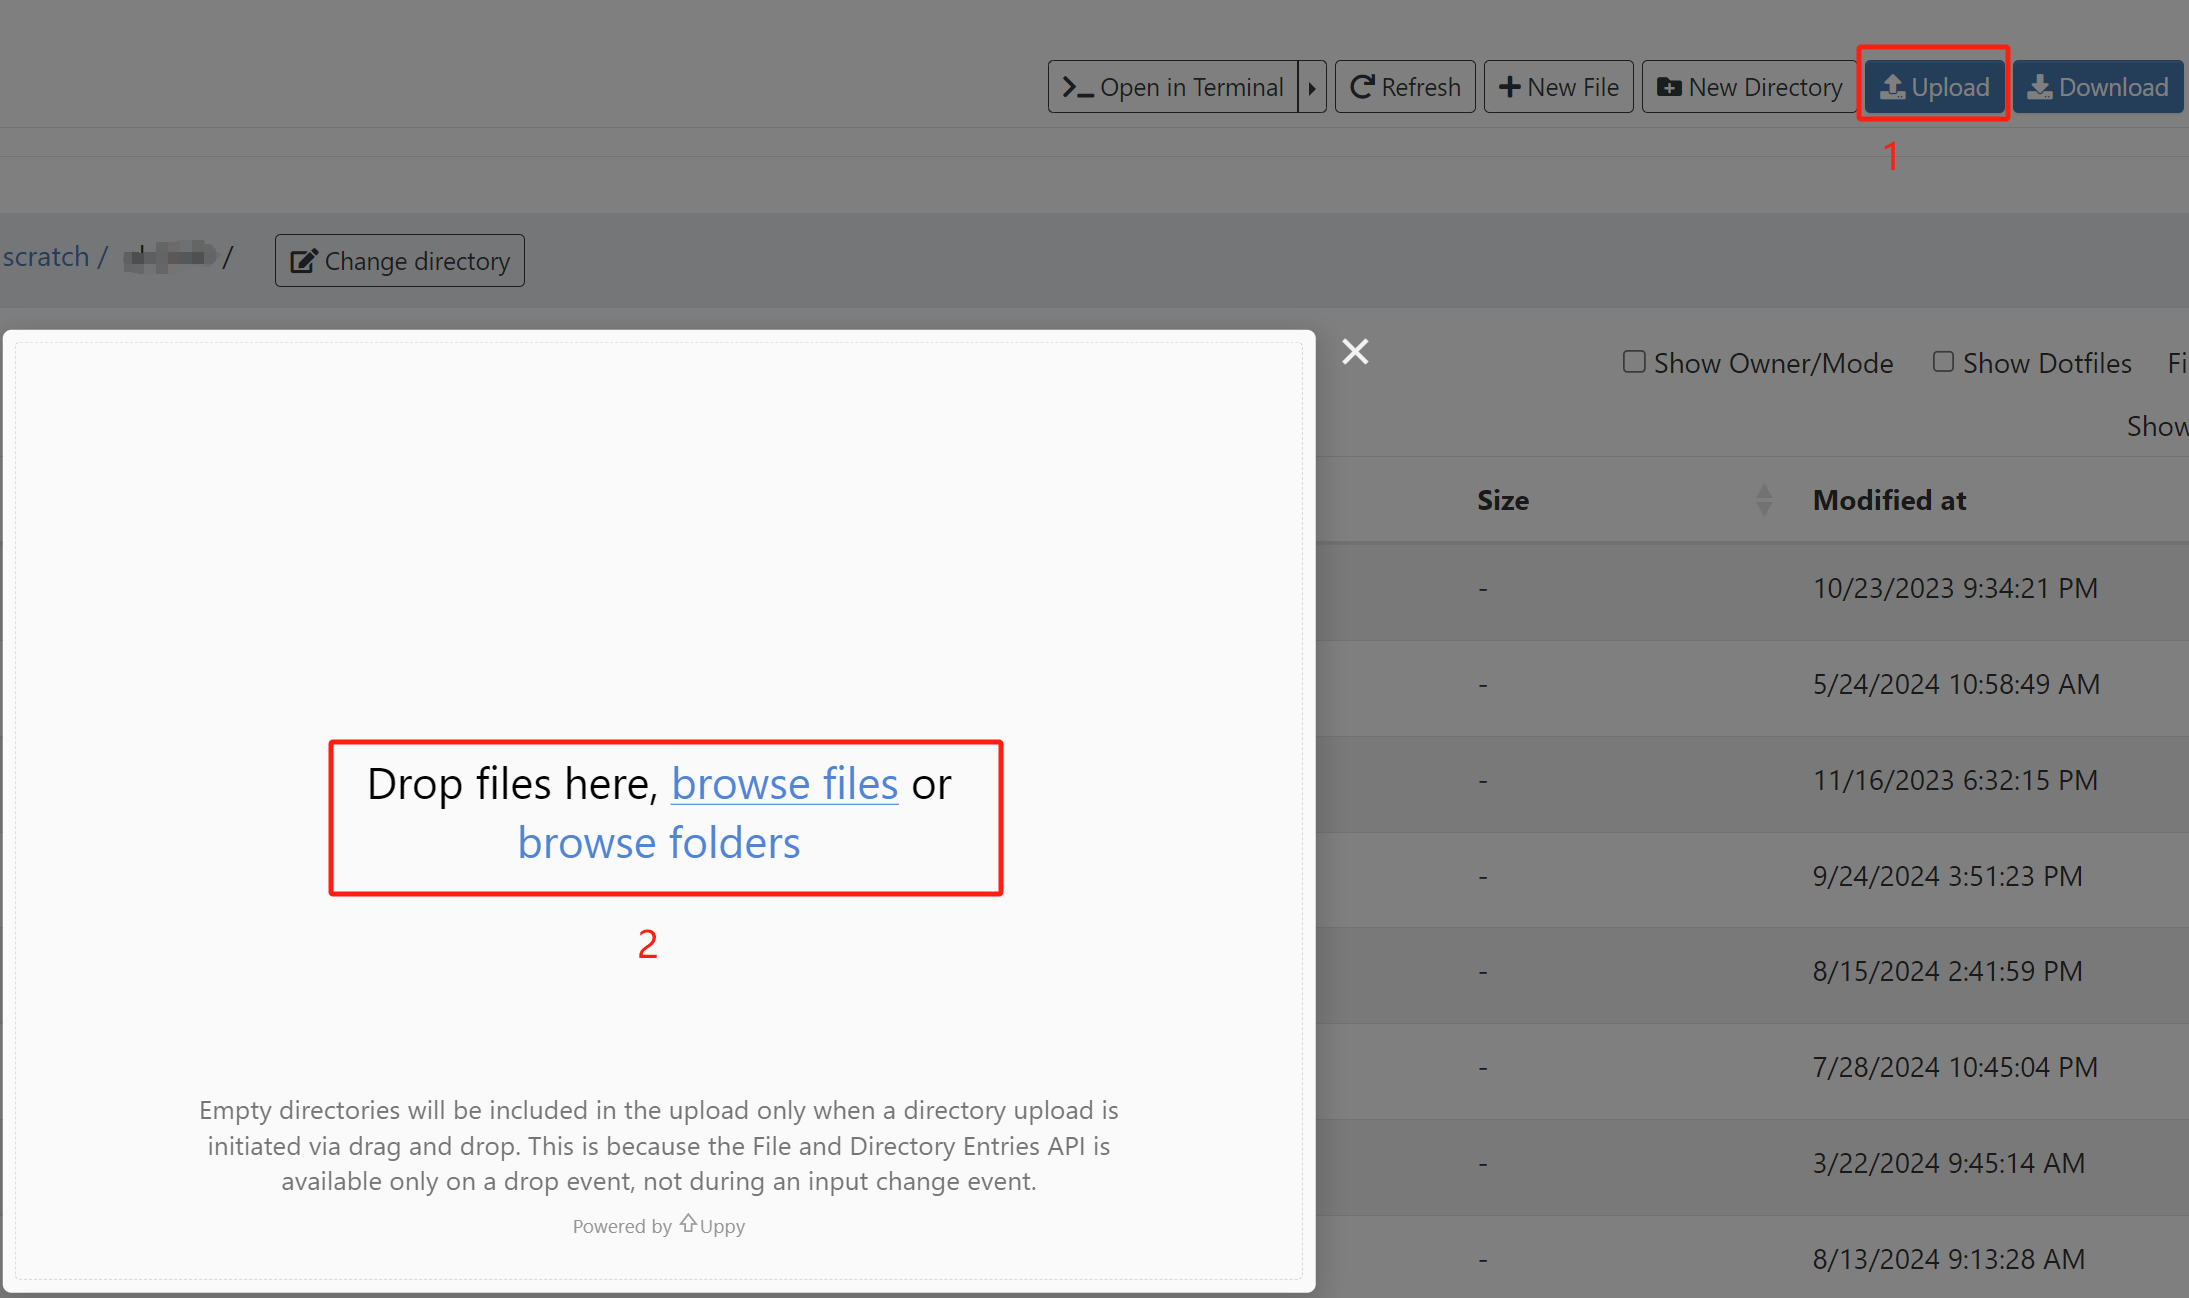 Open in Terminal Refresh New File New Directory Upload Download
1
scratch / / Change directory
Show Owner/Mode Show Dotfiles
Show
Size Modified at
- 10/23/2023 9:34:21 PM
- 5/24/2024 10:58:49 AM
- 11/16/2023 6:32:15 PM
- 9/24/2024 3:51:23 PM
- 8/15/2024 2:41:59 PM
- 7/28/2024 10:45:04 PM
- 3/22/2024 9:45:14 AM
- 8/13/2024 9:13:28 AM
Drop files here, browse files or
browse folders
2
Empty directories will be included in the upload only when a directory upload is
initiated via drag and drop. This is because the File and Directory Entries API is
available only on a drop event, not during an input change event.
Powered by Uppy